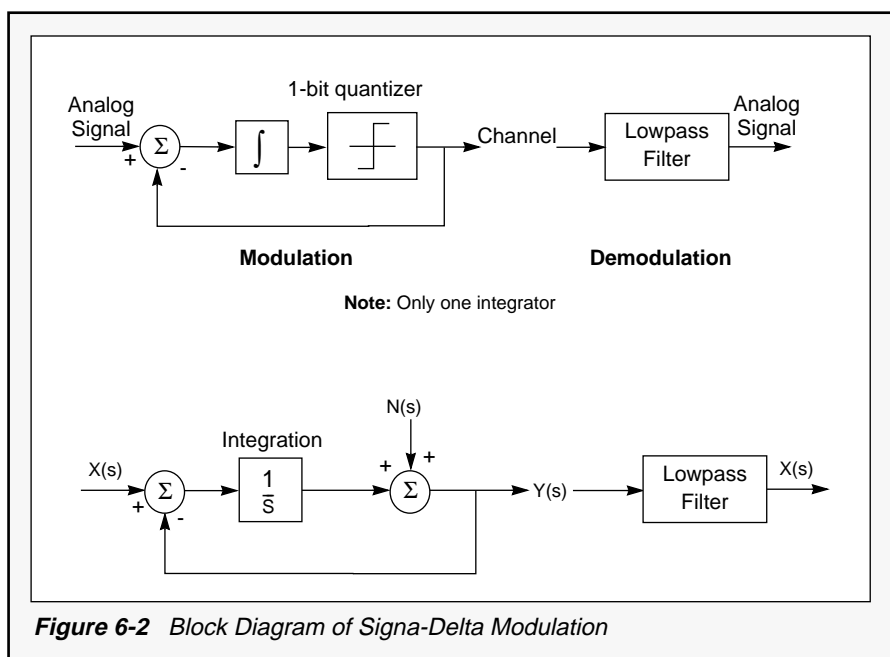 1-bit quantizer
Analog
Signal
+
Σ
-
∫
Channel
Lowpass
Filter
Analog
Signal
Modulation
Demodulation
Note: Only one integrator
N(s)
Integration
X(s)
+
Σ
-
1
s
+
+
Σ
Y(s)
Lowpass
Filter
X(s)
Figure 6-2 Block Diagram of Signa-Delta Modulation